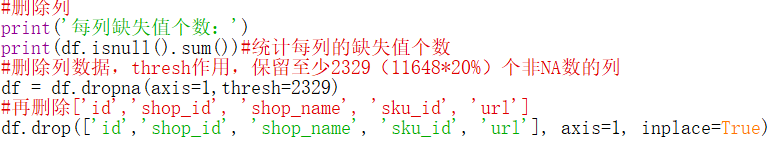 #删除列
print('每列缺失值个数：')
print(df.isnull().sum())#统计每列的缺失值个数
#删除列数据，thresh作用，保留至少2329（11648*20%）个非NA数的列
df = df.dropna(axis=1,thresh=2329)
#再删除['id','shop_id', 'shop_name', 'sku_id', 'url']
df.drop(['id','shop_id', 'shop_name', 'sku_id', 'url'], axis=1, inplace=True)